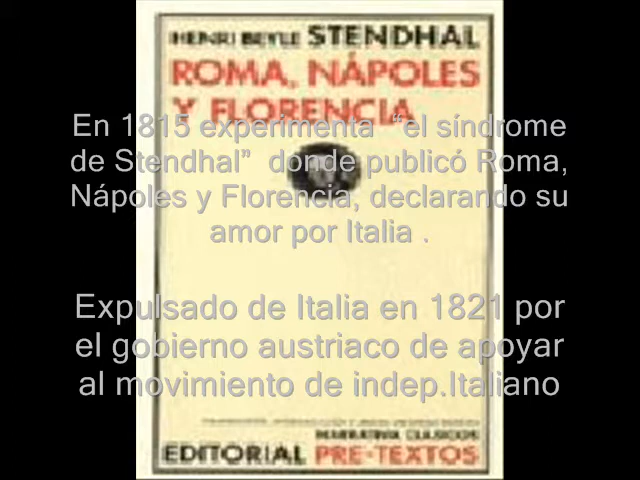 HENRI BEYLE STENDHAL
ROMA, NÁPOLES
Y FLORENCIA
En 1815 experimenta “el síndrome
de Stendhal” donde publicó Roma,
Nápoles y Florencia, declarando su
amor por Italia .
Expulsado de Italia en 1821 por
el gobierno austriaco de apoyar
al movimiento de indep.Italiano
NARRATIVA CLÁSICOS
EDITORIAL PRE-TEXTOS